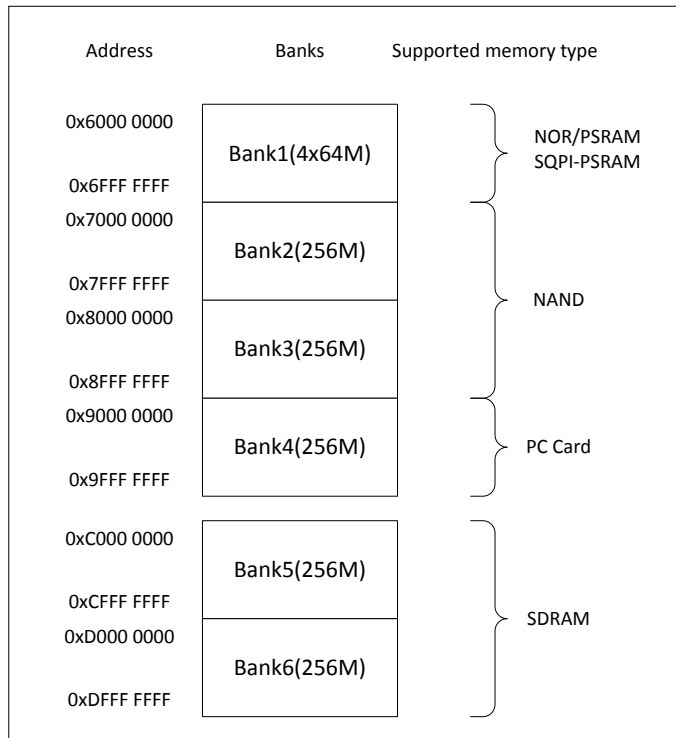 Address Banks Supported memory type
0x6000 0000
Bank1(4x64M)
NOR/PSRAM
SQPI-PSRAM
0x6FFF FFFF
0x7000 0000
Bank2(256M)
0x7FFF FFFF
NAND
0x8000 0000
Bank3(256M)
0x8FFF FFFF
0x9000 0000
Bank4(256M)
PC Card
0x9FFF FFFF
0xC000 0000
Bank5(256M)
0xCFFF FFFF
SDRAM
0xD000 0000
Bank6(256M)
0xDFFF FFFF